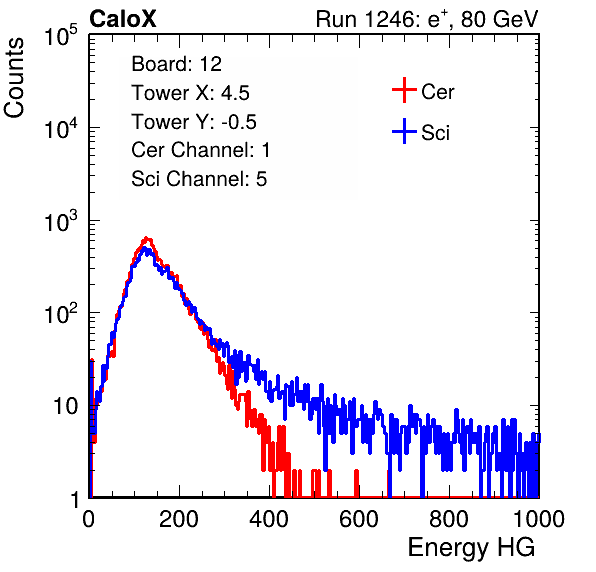 CaloX
Run 1246: e+, 80 GeV
Counts
10^5
10^4
10^3
10^2
10
1
Board: 12
Tower X: 4.5
Tower Y: -0.5
Cer Channel: 1
Sci Channel: 5
Cer
Sci
0 200 400 600 800 1000
Energy HG